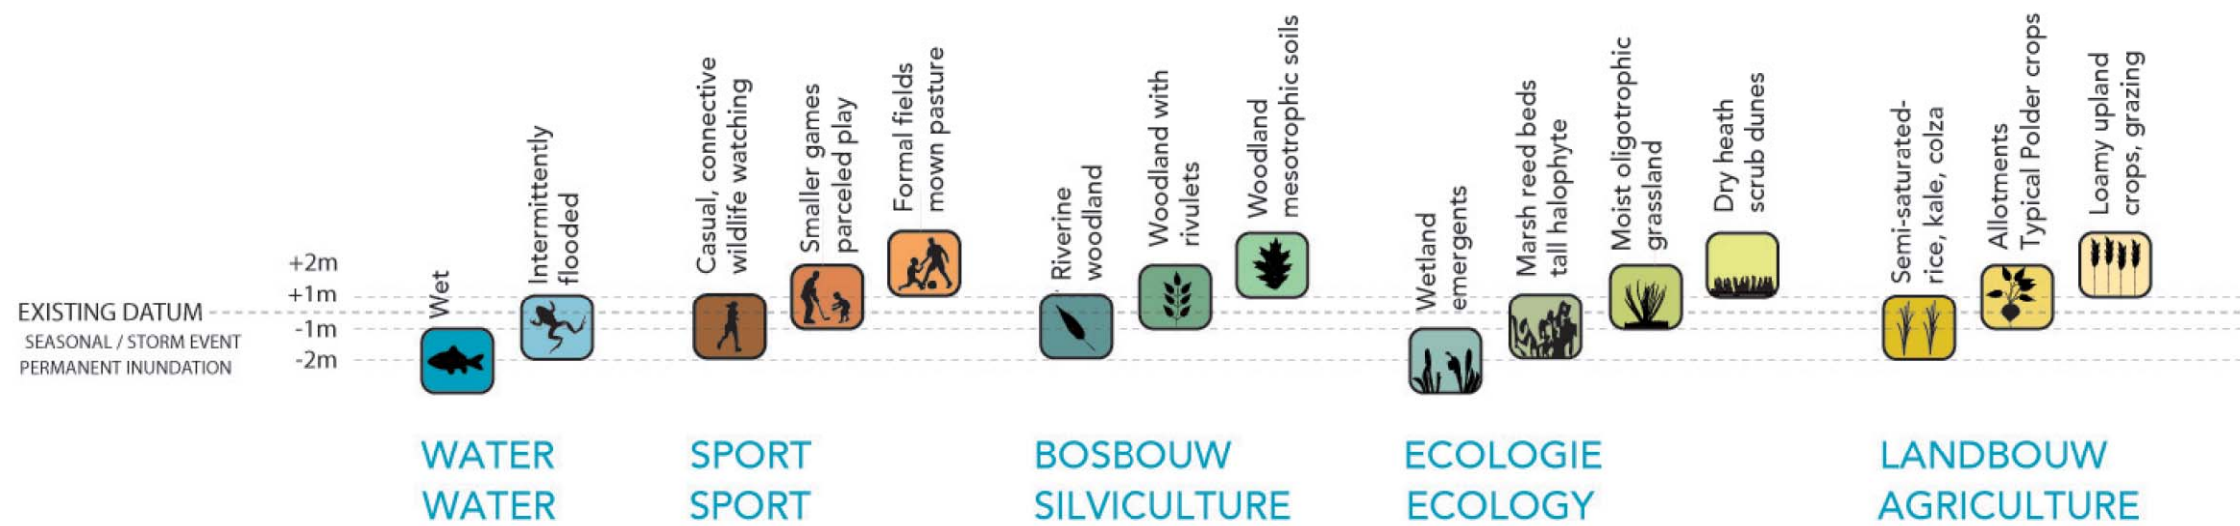 +2m
+1m
EXISTING DATUM
-1m
SEASONAL / STORM EVENT
-2m
PERMANENT INUNDATION
Wet
Intermittently
flooded
Casual, connective
wildlife watching
Smaller games
parceled play
Formal fields
mown pasture
Riverine
woodland
Woodland with
rivulets
Woodland
mesotrophic soils
Wetland
emergents
Marsh reed beds
tall halophyte
Moist oligotrophic
grassland
Dry heath
scrub dunes
Semi-saturated-
rice, kale, colza
Allotments
Typical Polder crops
Loamy upland
crops, grazing
WATER
WATER
SPORT
SPORT
BOSBOUW
SILVICULTURE
ECOLOGIE
ECOLOGY
LANDBOUW
AGRICULTURE